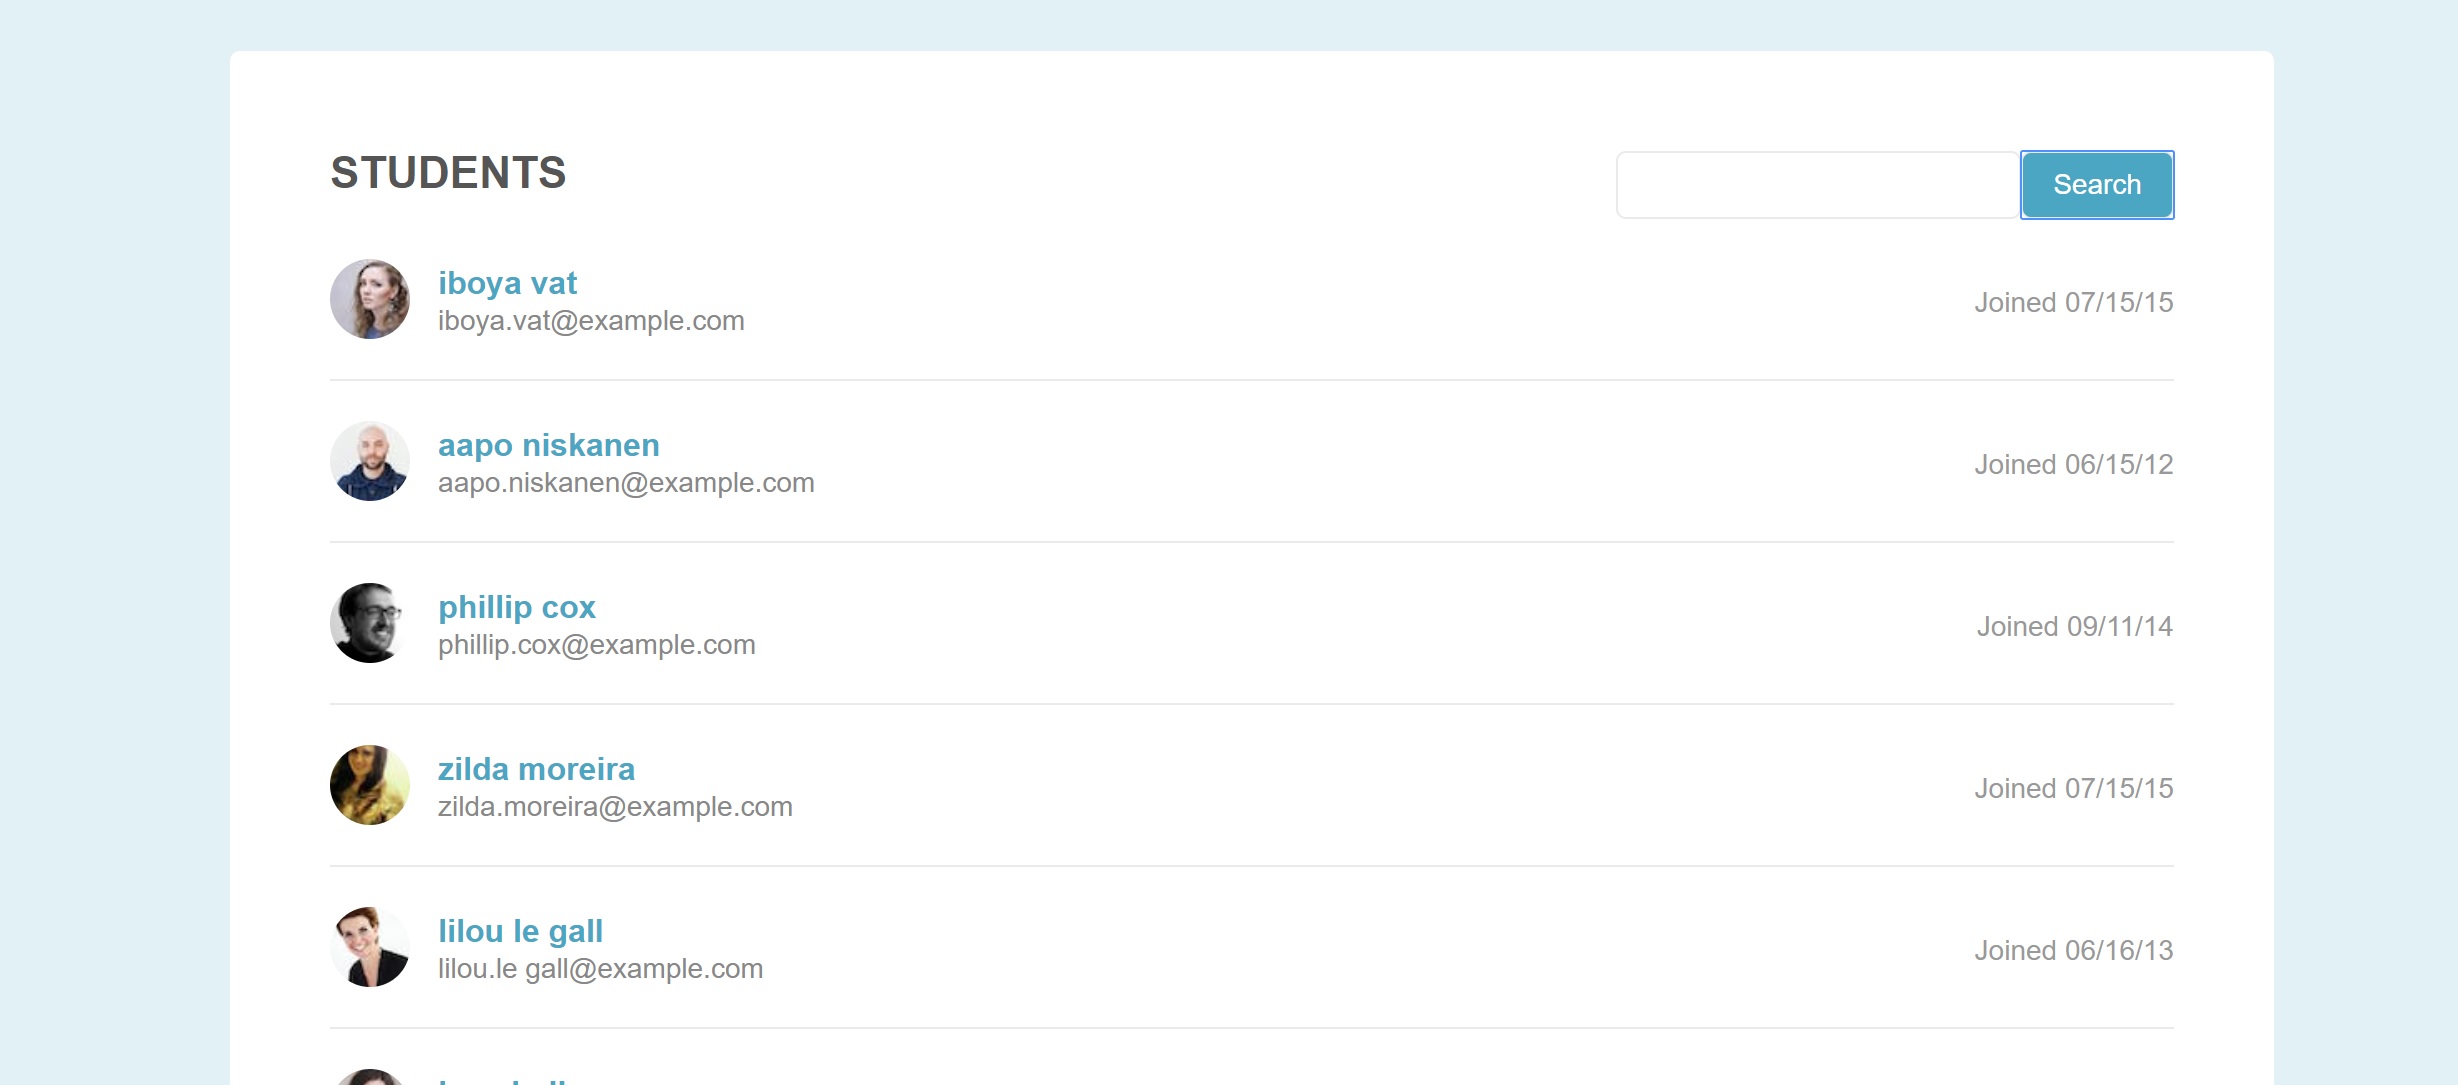 STUDENTS
Search
iboya vat
iboya.vat@example.com
Joined 07/15/15
aapo niskanen
aapo.niskanen@example.com
Joined 06/15/12
phillip cox
phillip.cox@example.com
Joined 09/11/14
zilda moreira
zilda.moreira@example.com
Joined 07/15/15
lilou le gall
lilou.le gall@example.com
Joined 06/16/13